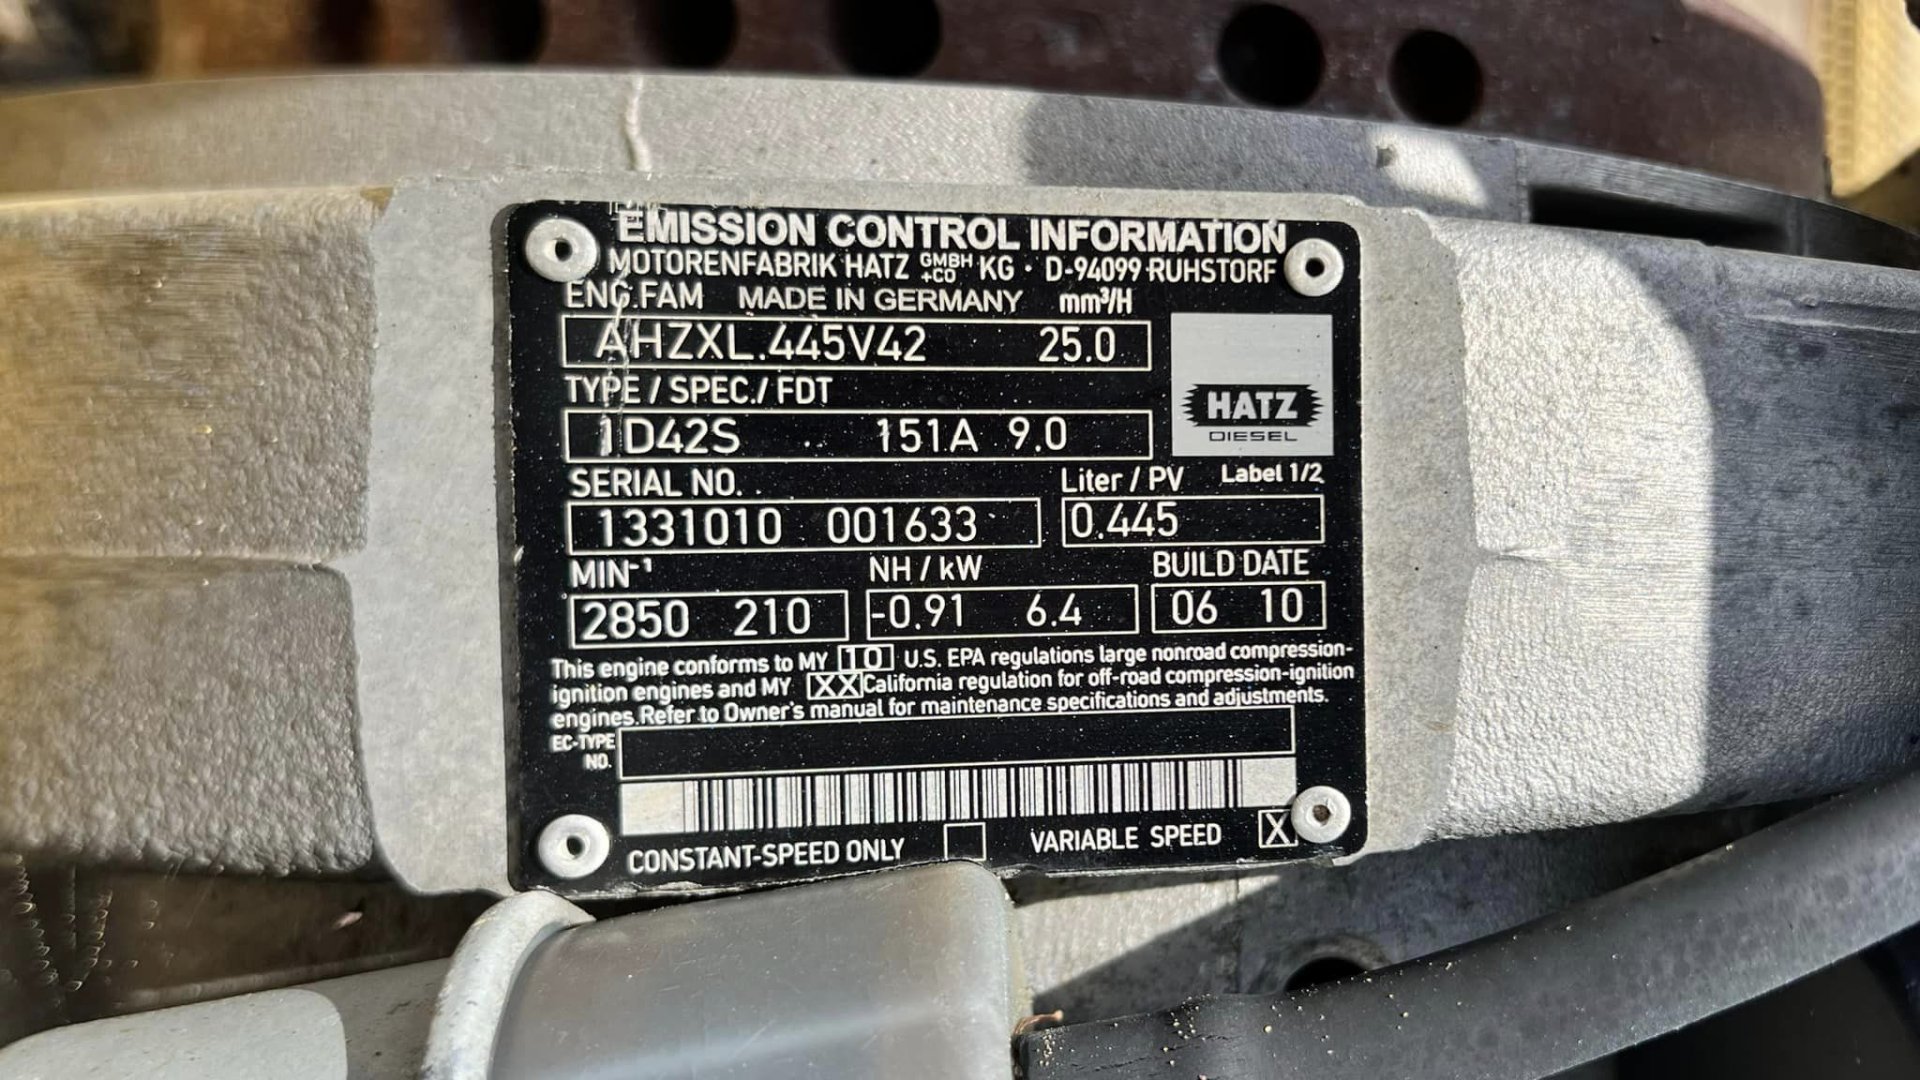 EMISSION CONTROL INFORMATION
MOTORENFABRIK HATZ GMBH +CO KG · D-94099 RUHSTORF
ENG.FAM MADE IN GERMANY mm³/H
AHZXL.445V42 25.0
TYPE / SPEC./ FDT
1D42S 151A 9.0
HATZ
DIESEL
SERIAL NO. Liter / PV Label 1/2
1331010 001633 0.445
MIN-¹ NH / kW BUILD DATE
2850 210 -0.91 6.4 06 10
This engine conforms to MY 10 U.S. EPA regulations large nonroad compression-
ignition engines and MY XX California regulation for off-road compression-ignition
engines.Refer to Owner's manual for maintenance specifications and adjustments.
EC-TYPE
NO.
CONSTANT-SPEED ONLY VARIABLE SPEED X